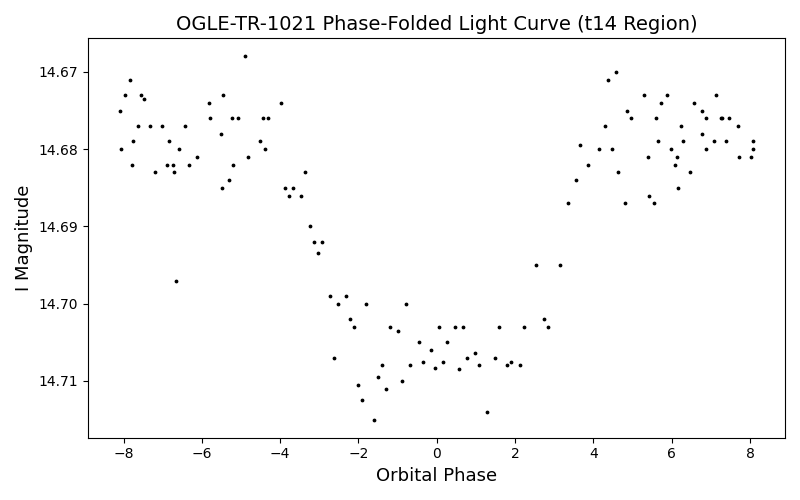 OGLE-TR-1021 Phase-Folded Light Curve (t14 Region)
14.67
14.68
14.69
14.70
14.71
I Magnitude
−8 −6 −4 −2 0 2 4 6 8
Orbital Phase